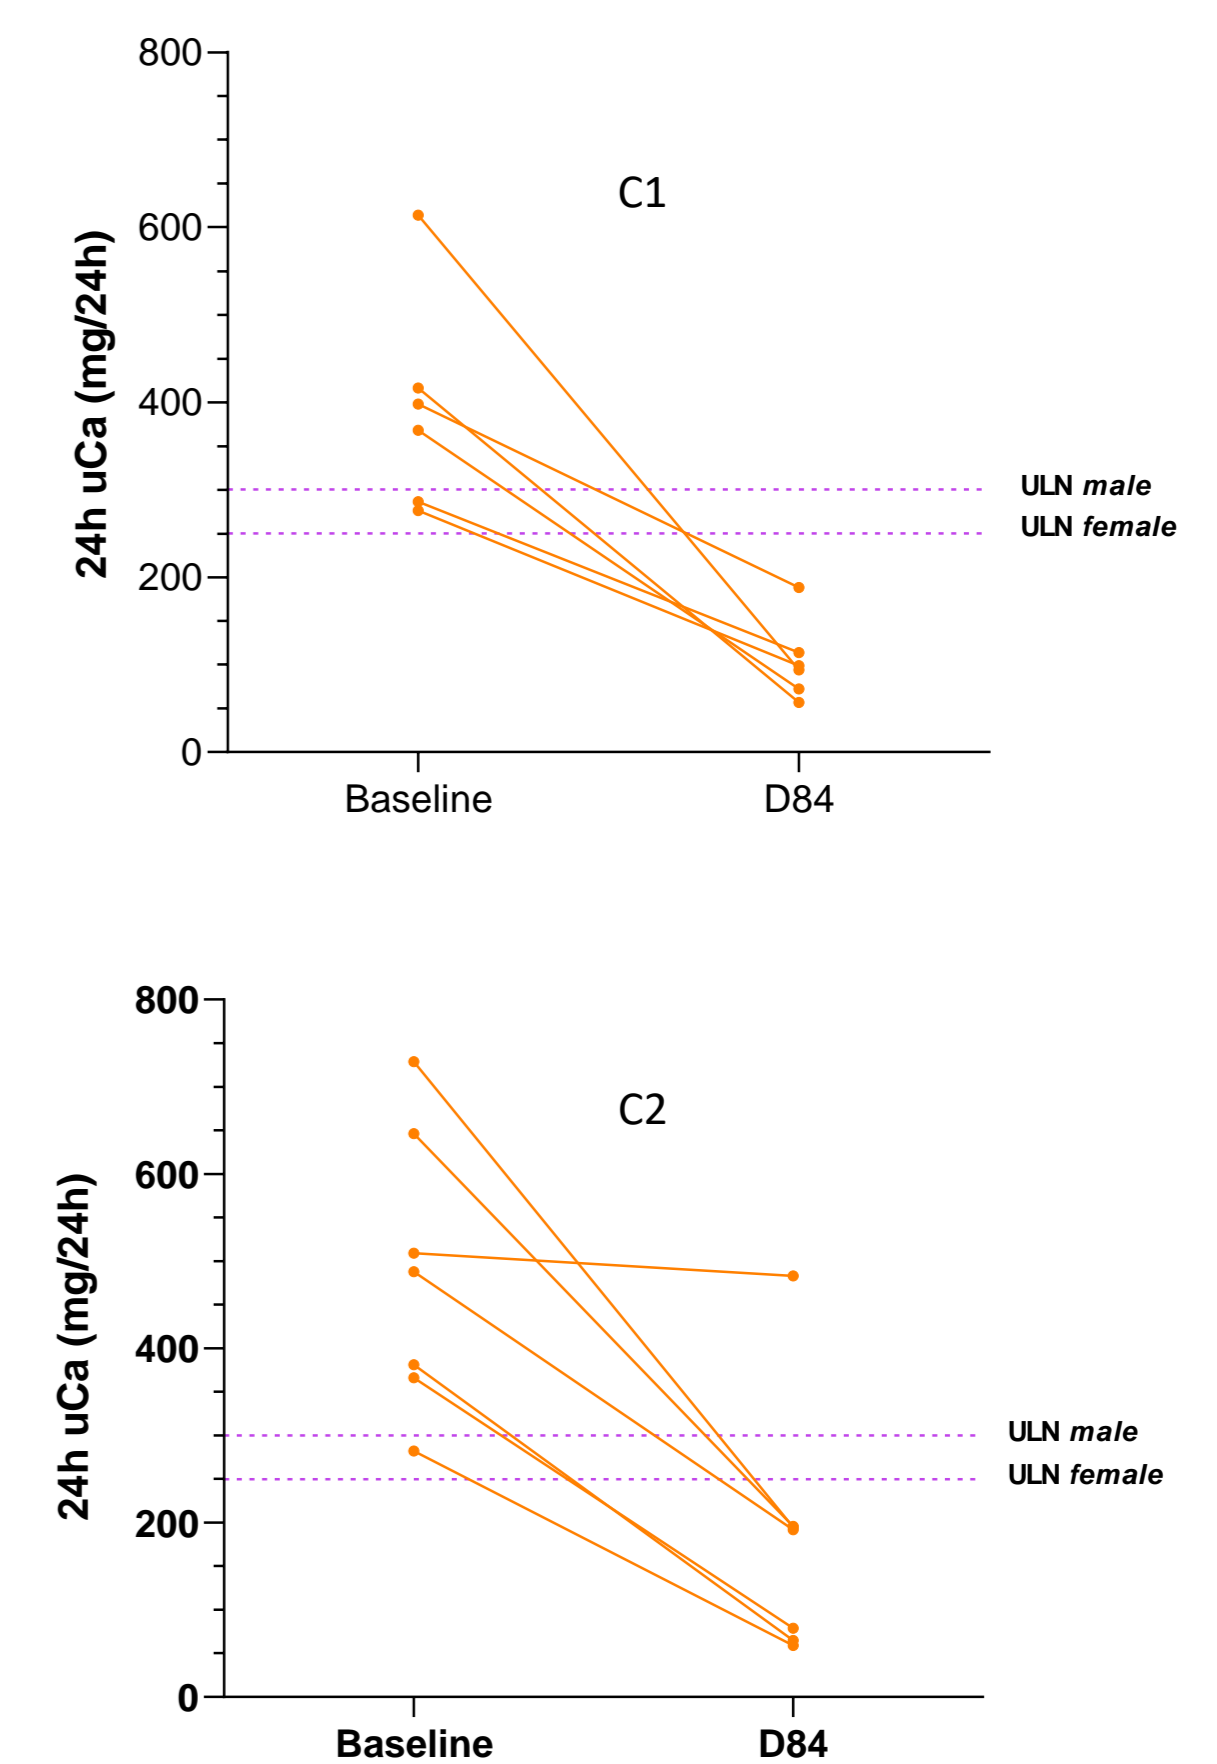 800
C1
600
24h uCa (mg/24h)
400
ULN male
ULN female
200
0
Baseline D84
800
C2
600
24h uCa (mg/24h)
400
ULN male
ULN female
200
0
Baseline D84